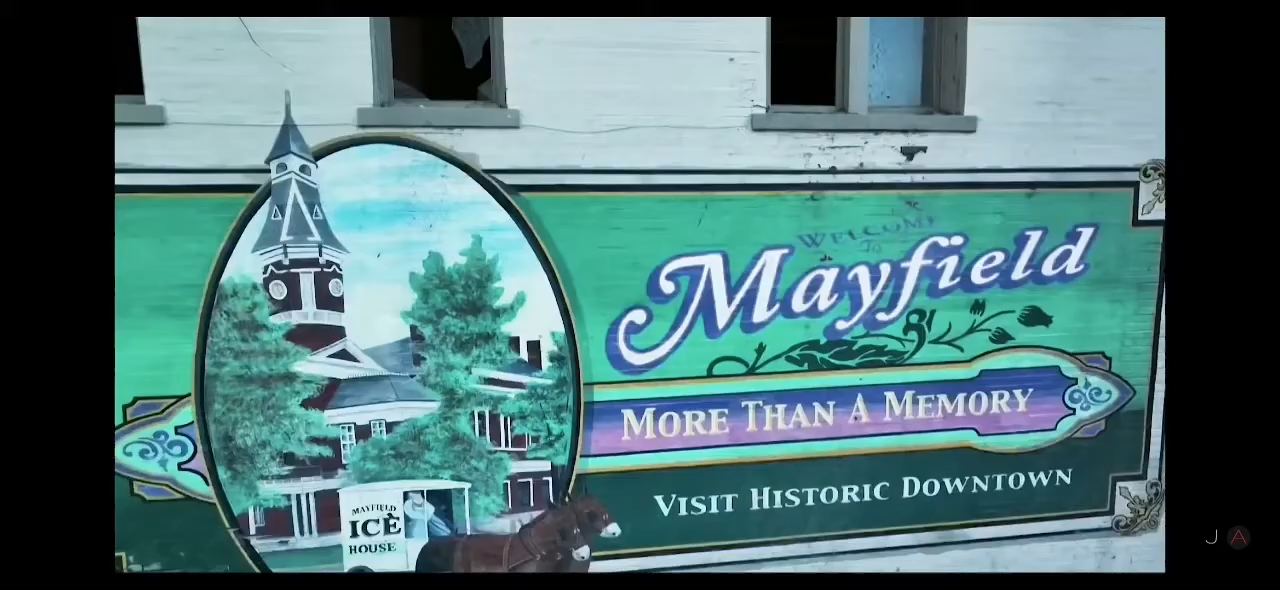 WELCOME
To
Mayfield
MORE THAN A MEMORY
VISIT HISTORIC DOWNTOWN
MAYFIELD
ICE
HOUSE
J A